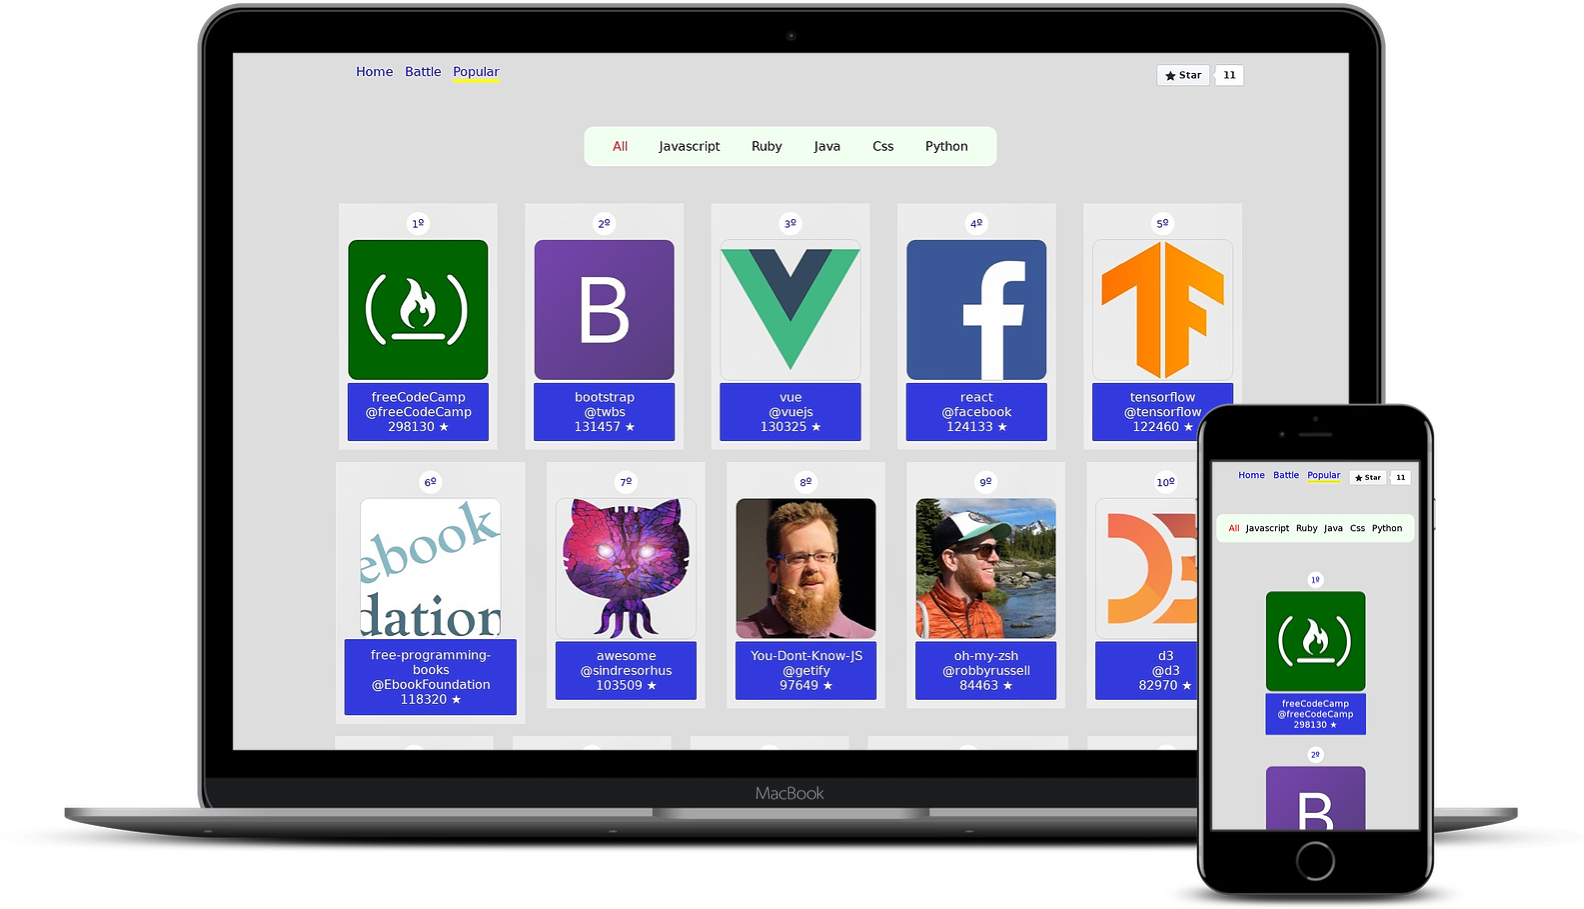 Home Battle Popular
Star 11
All Javascript Ruby Java Css Python
1º
2º
3º
4º
5º
B
freeCodeCamp
@freeCodeCamp
298130 ★
bootstrap
@twbs
131457 ★
vue
@vuejs
130325 ★
react
@facebook
124133 ★
tensorflow
@tensorflow
122460 ★
6º
7º
8º
9º
10º
ebook
dation
free-programming-
books
@EbookFoundation
118320 ★
awesome
@sindresorhus
103509 ★
You-Dont-Know-JS
@getify
97649 ★
oh-my-zsh
@robbyrussell
84463 ★
d3
@d3
82970 ★
MacBook
Home Battle Popular Star 11
All Javascript Ruby Java Css Python
1º
freeCodeCamp
@freeCodeCamp
298130 ★
2º
B